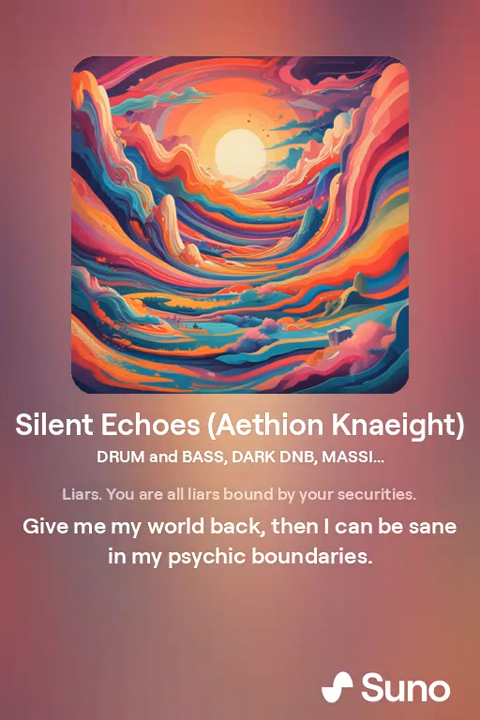 Silent Echoes (Aethion Knaeight)
DRUM and BASS, DARK DNB, MASSI...
Liars. You are all liars bound by your securities.
Give me my world back, then I can be sane
in my psychic boundaries.
Suno